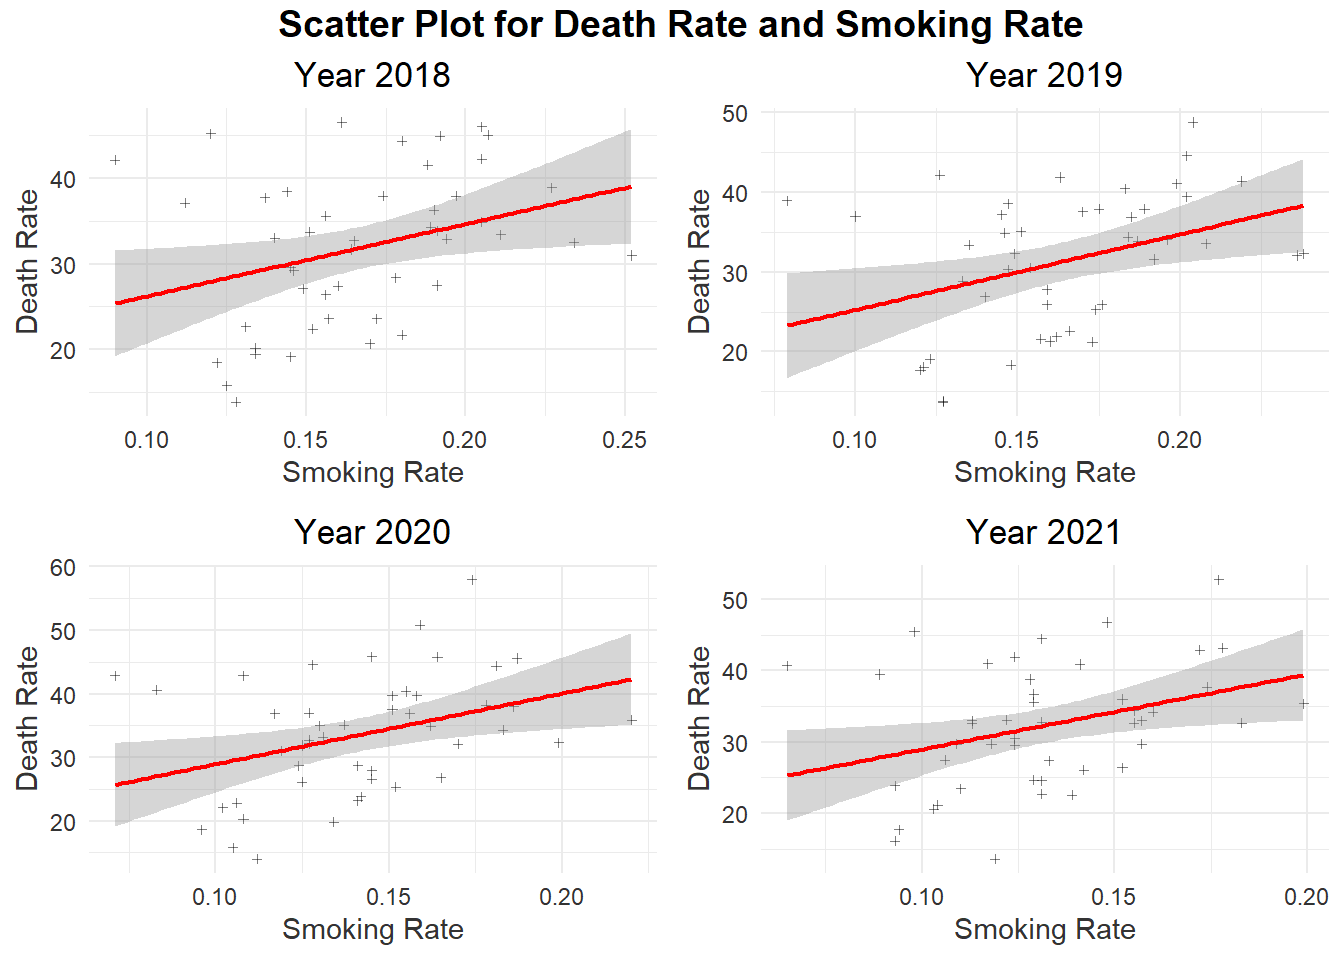 Scatter Plot for Death Rate and Smoking Rate
Year 2018
Death Rate
40
30
20
0.10 0.15 0.20 0.25
Smoking Rate
Year 2019
Death Rate
50
40
30
20
0.10 0.15 0.20
Smoking Rate
Year 2020
Death Rate
60
50
40
30
20
0.10 0.15 0.20
Smoking Rate
Year 2021
Death Rate
50
40
30
20
0.10 0.15 0.20
Smoking Rate